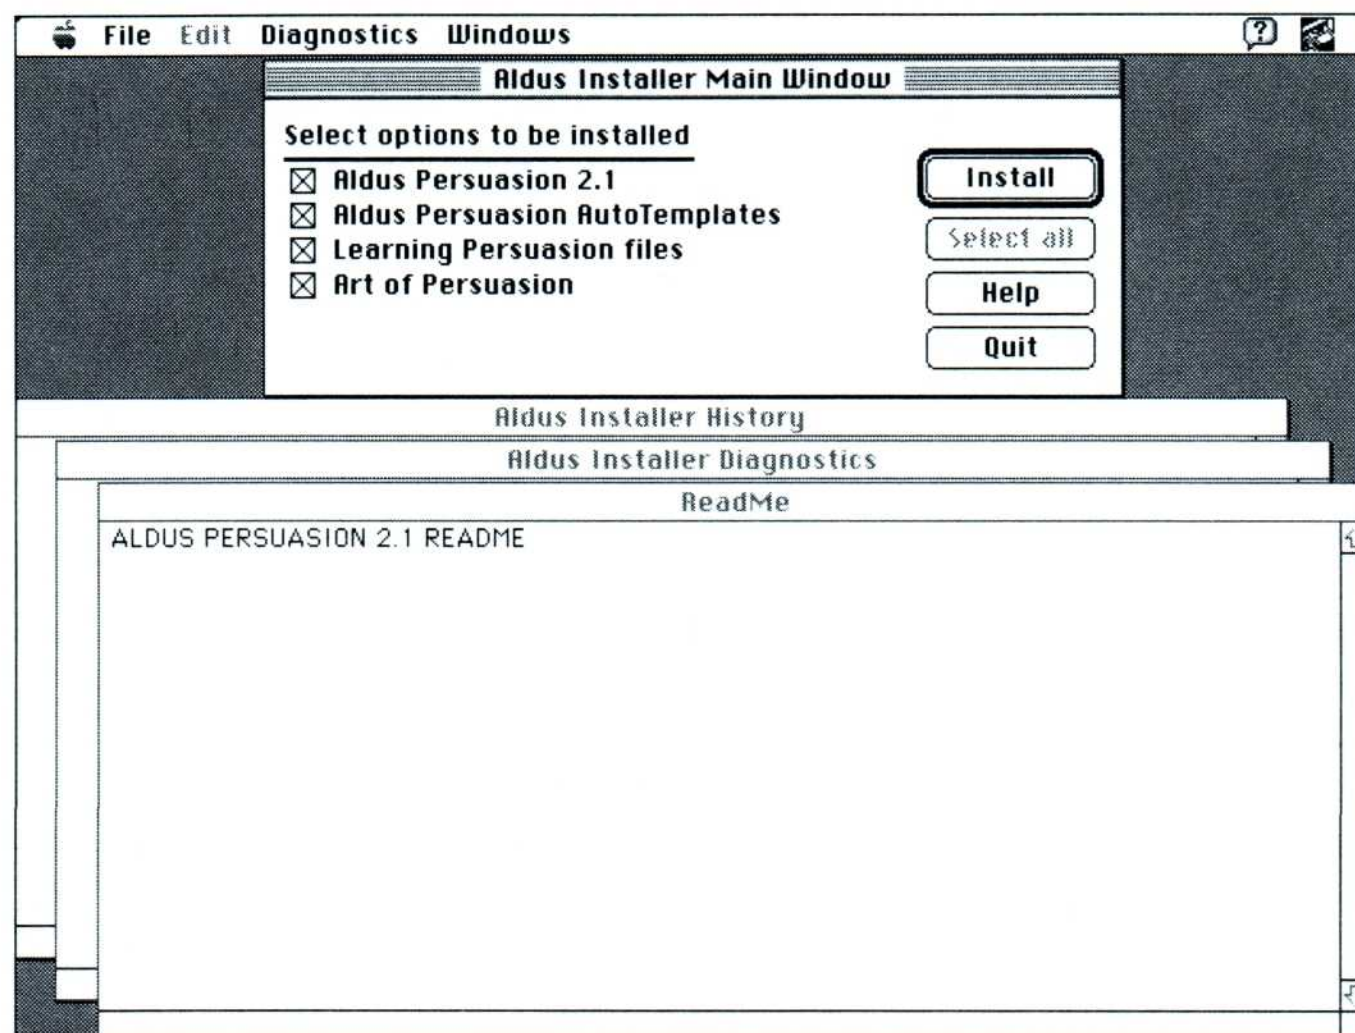 File Edit Diagnostics Windows
Aldus Installer Main Window
Select options to be installed
Aldus Persuasion 2.1
Aldus Persuasion AutoTemplates
Learning Persuasion files
Art of Persuasion
Install
Select all
Help
Quit
Aldus Installer History
Aldus Installer Diagnostics
ReadMe
ALDUS PERSUASION 2.1 README